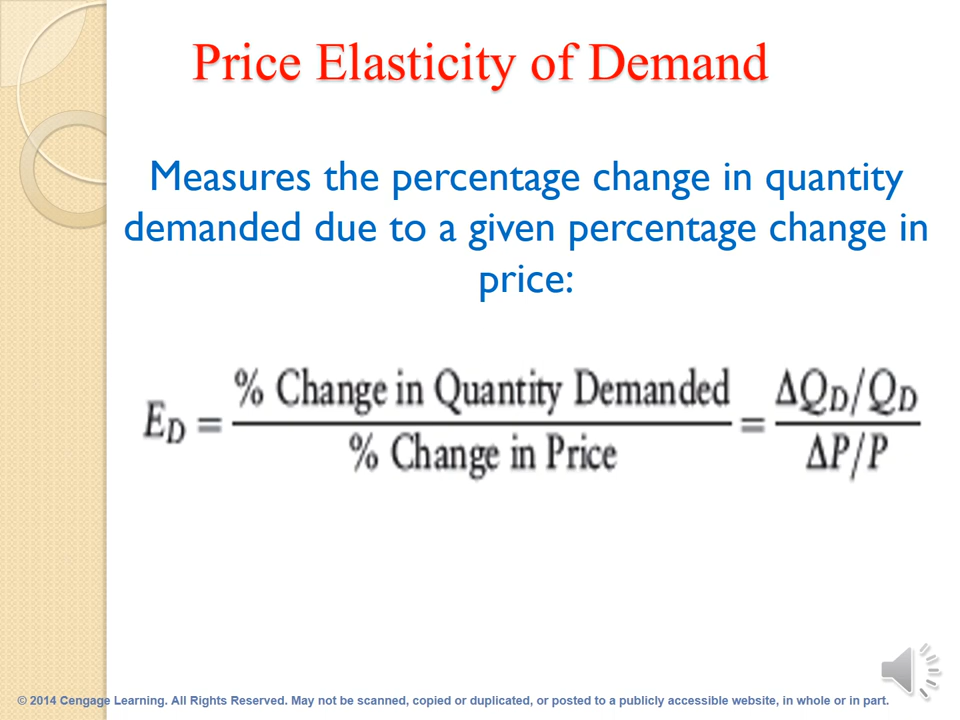 Price Elasticity of Demand
Measures the percentage change in quantity
demanded due to a given percentage change in
price:
E_D = % Change in Quantity Demanded / % Change in Price = ΔQ_D/Q_D / ΔP/P
© 2014 Cengage Learning. All Rights Reserved. May not be scanned, copied or duplicated, or posted to a publicly accessible website, in whole or in part.